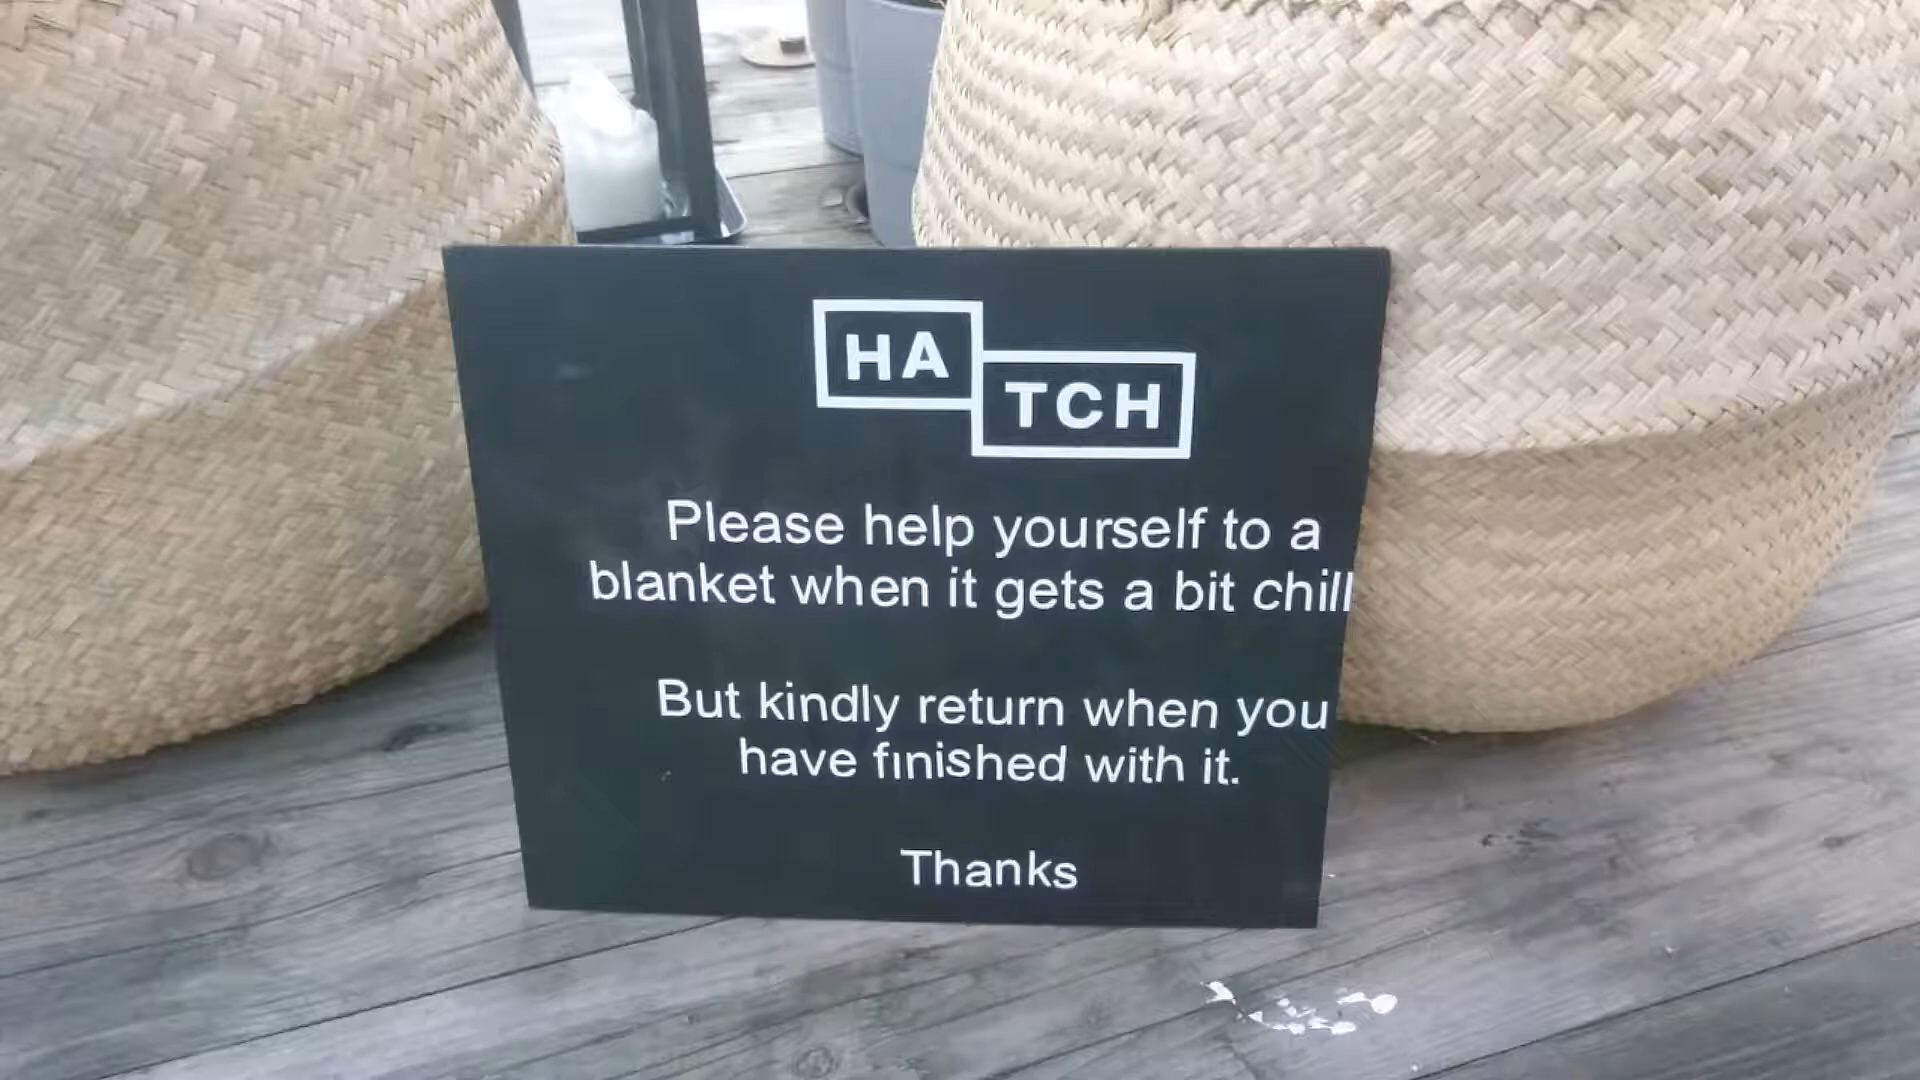 HA
TCH
Please help yourself to a
blanket when it gets a bit chill
But kindly return when you
have finished with it.
Thanks